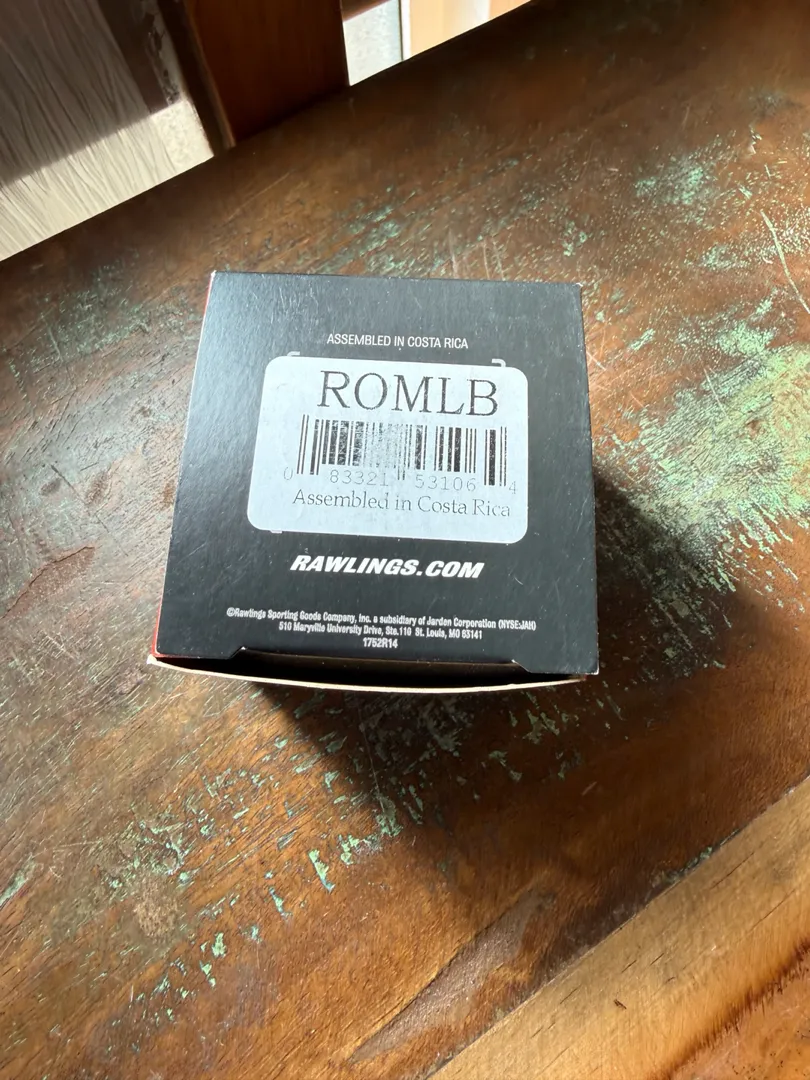 ASSEMBLED IN COSTA RICA
ROMLB
0 83321 53106 4
Assembled in Costa Rica
RAWLINGS.COM
©Rawlings Sporting Goods Company, Inc. a subsidiary of Jarden Corporation (NYSE:JAH)
510 Maryville University Drive, Ste.110 St. Louis, MO 63141
1752R14